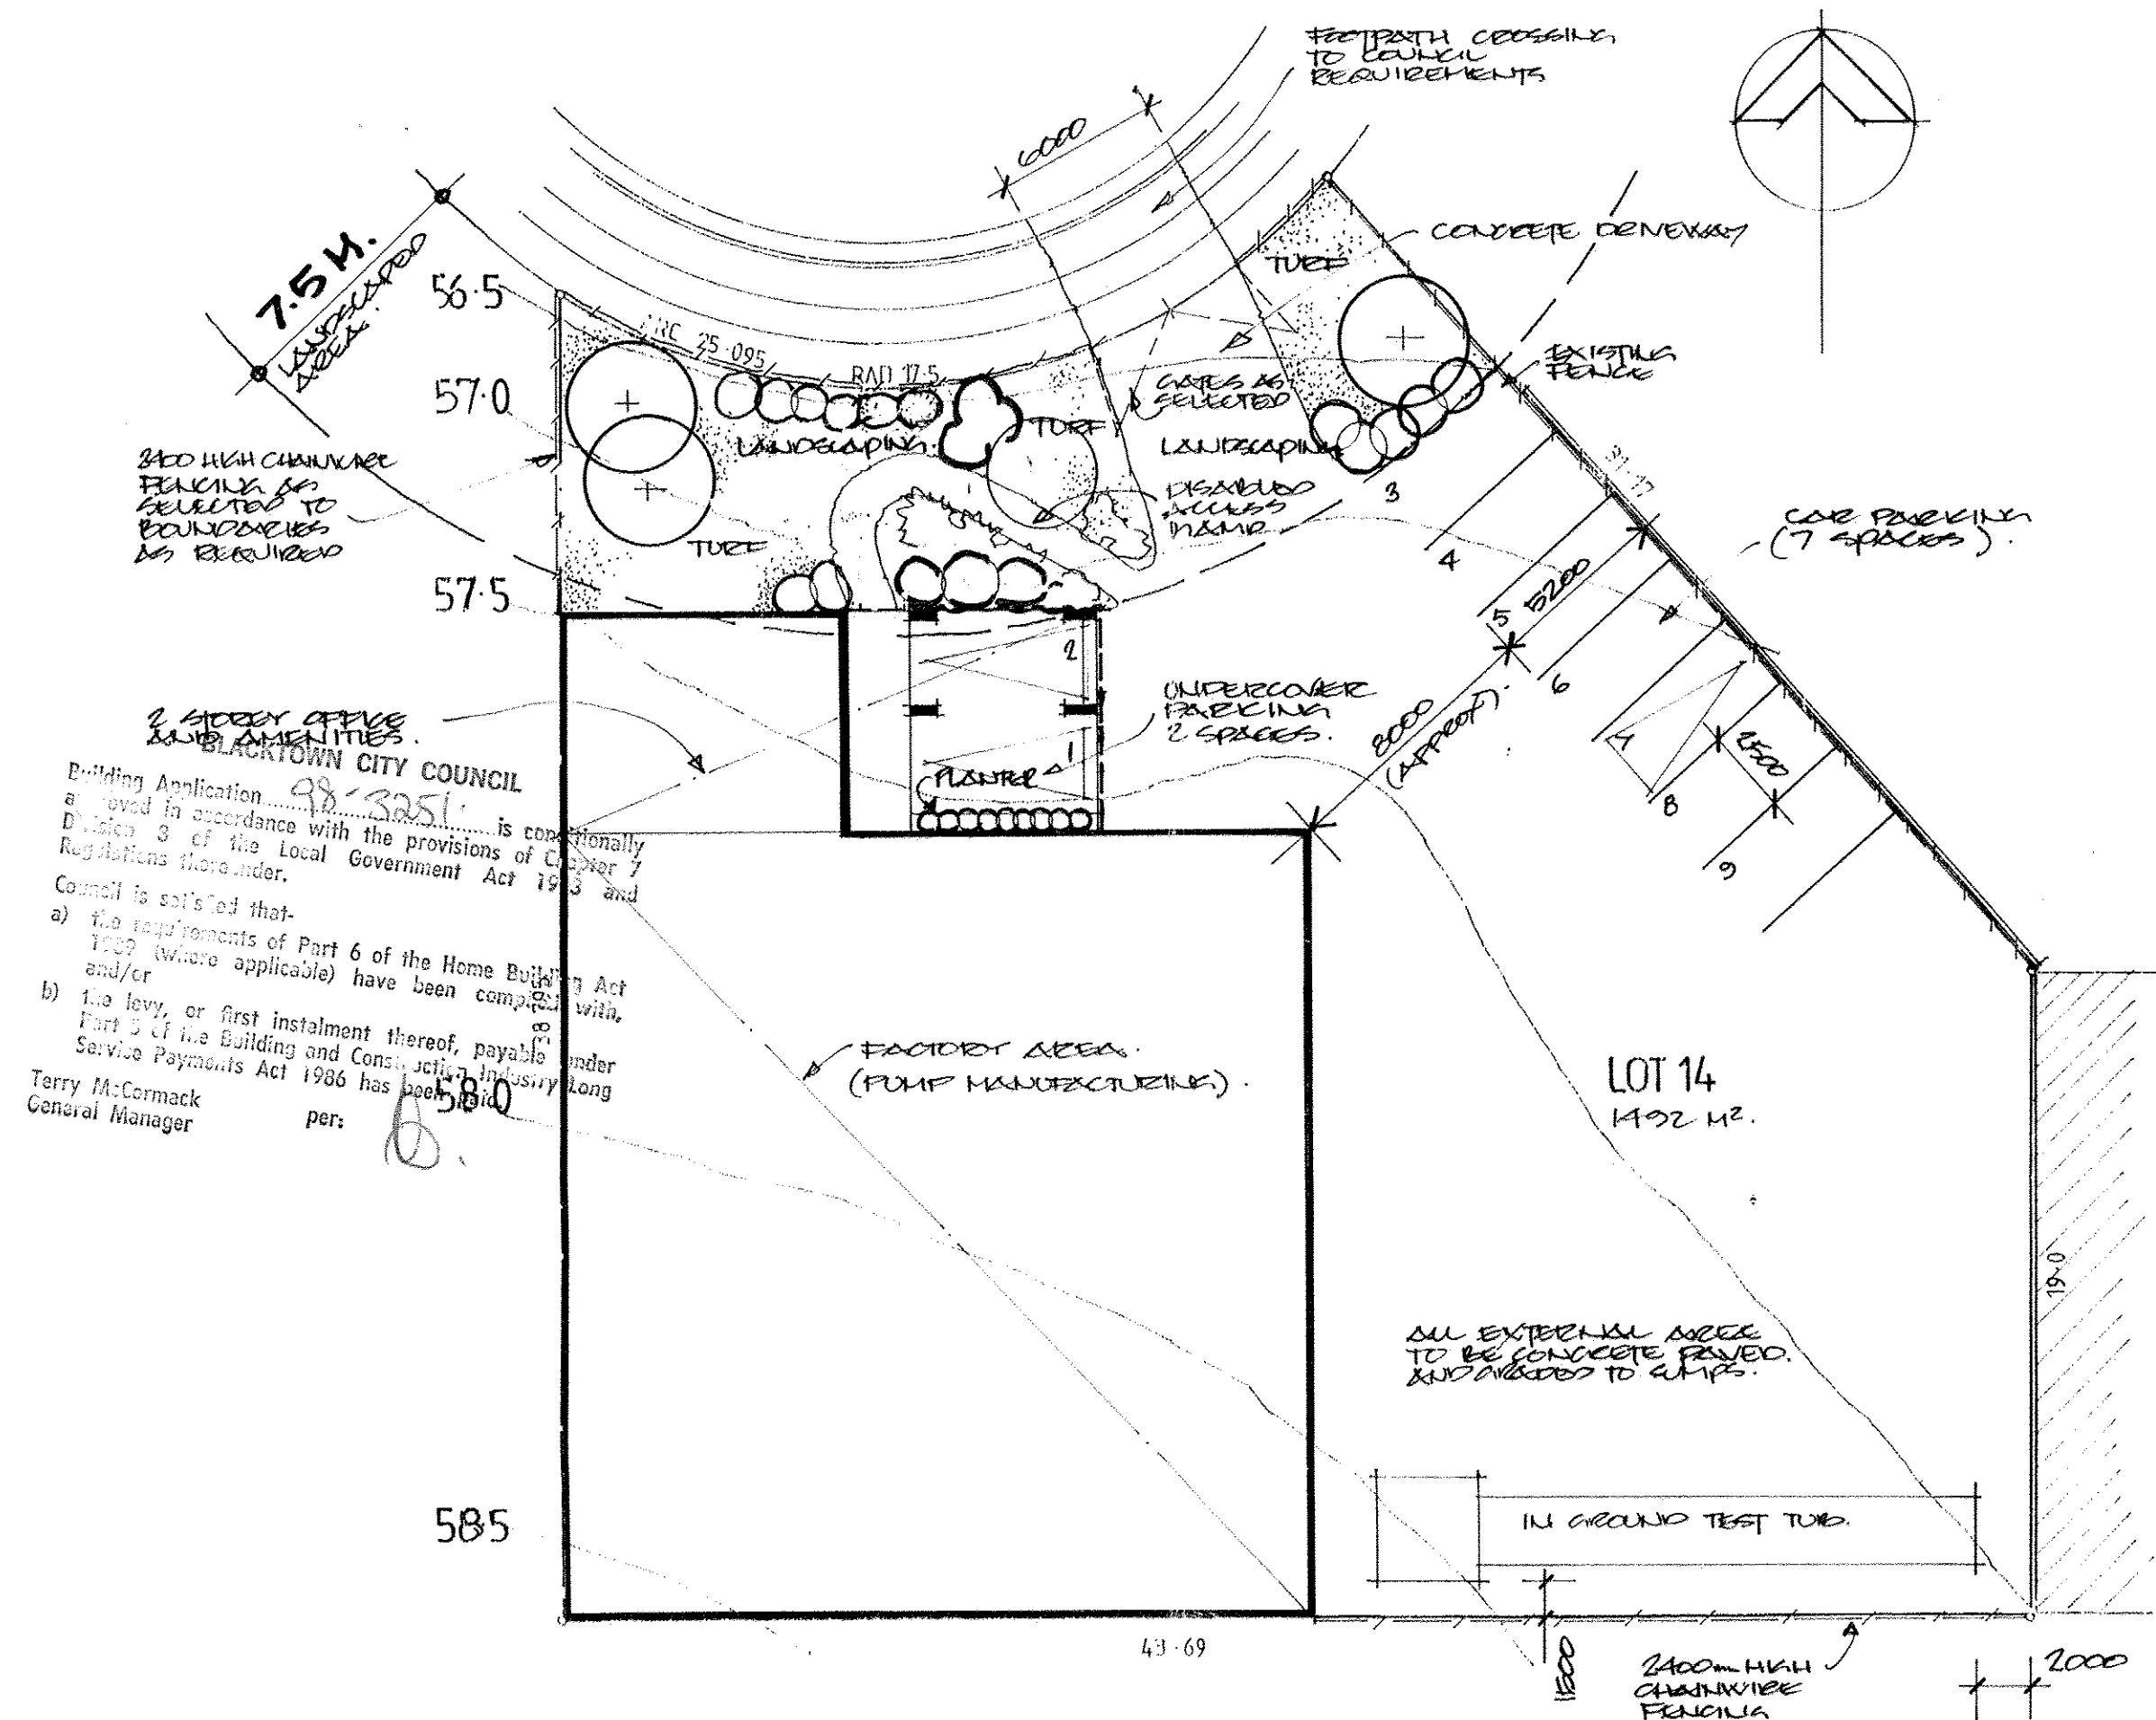 FOOTPATH CROSSING
TO COUNCIL
REQUIREMENTS
6000
CONCRETE DRIVEWAY
7.5 M.
LANDSCAPED
AREA.
56.5
TURF
ARC 25.095
RAD 17.5
EXISTING
FENCE
57.0
GATES AS
SELECTED
TURF
LANDSCAPING.
LANDSCAPING
2400 HIGH CHAINWIRE
FENCING AS
SELECTED TO
BOUNDARIES
AS REQUIRED
31.17
3
DISABLED
ACCESS
RAMP
CAR PARKING
(7 SPACES).
4
TURF
57.5
5
5200
2
6
UNDERCOVER
PARKING
2 SPACES.
8000
(APPROX).
2 STOREY OFFICE
AND AMENITIES.
1
PLANTER
7
2500
8
9
BLACKTOWN CITY COUNCIL
Building Application 98-3251 is conditionally
approved in accordance with the provisions of Chapter 7
Division 3 of the Local Government Act 1993 and
Regulations thereunder.
Council is satisfied that-
a) the requirements of Part 6 of the Home Building Act
1989 (where applicable) have been complied with,
and/or
b) the levy, or first instalment thereof, payable under
Part 5 of the Building and Construction Industry Long
Service Payments Act 1986 has been paid
Terry McCormack
General Manager
per:
58.0
FACTORY AREA.
(PUMP MANUFACTURING).
LOT 14
1492 M².
19.0
ALL EXTERNAL AREA
TO BE CONCRETE PAVED.
AND GRADED TO SUMPS.
58.5
IN GROUND TEST TUB.
43.69
1500
2400mm HIGH
CHAINWIRE
FENCING
2000